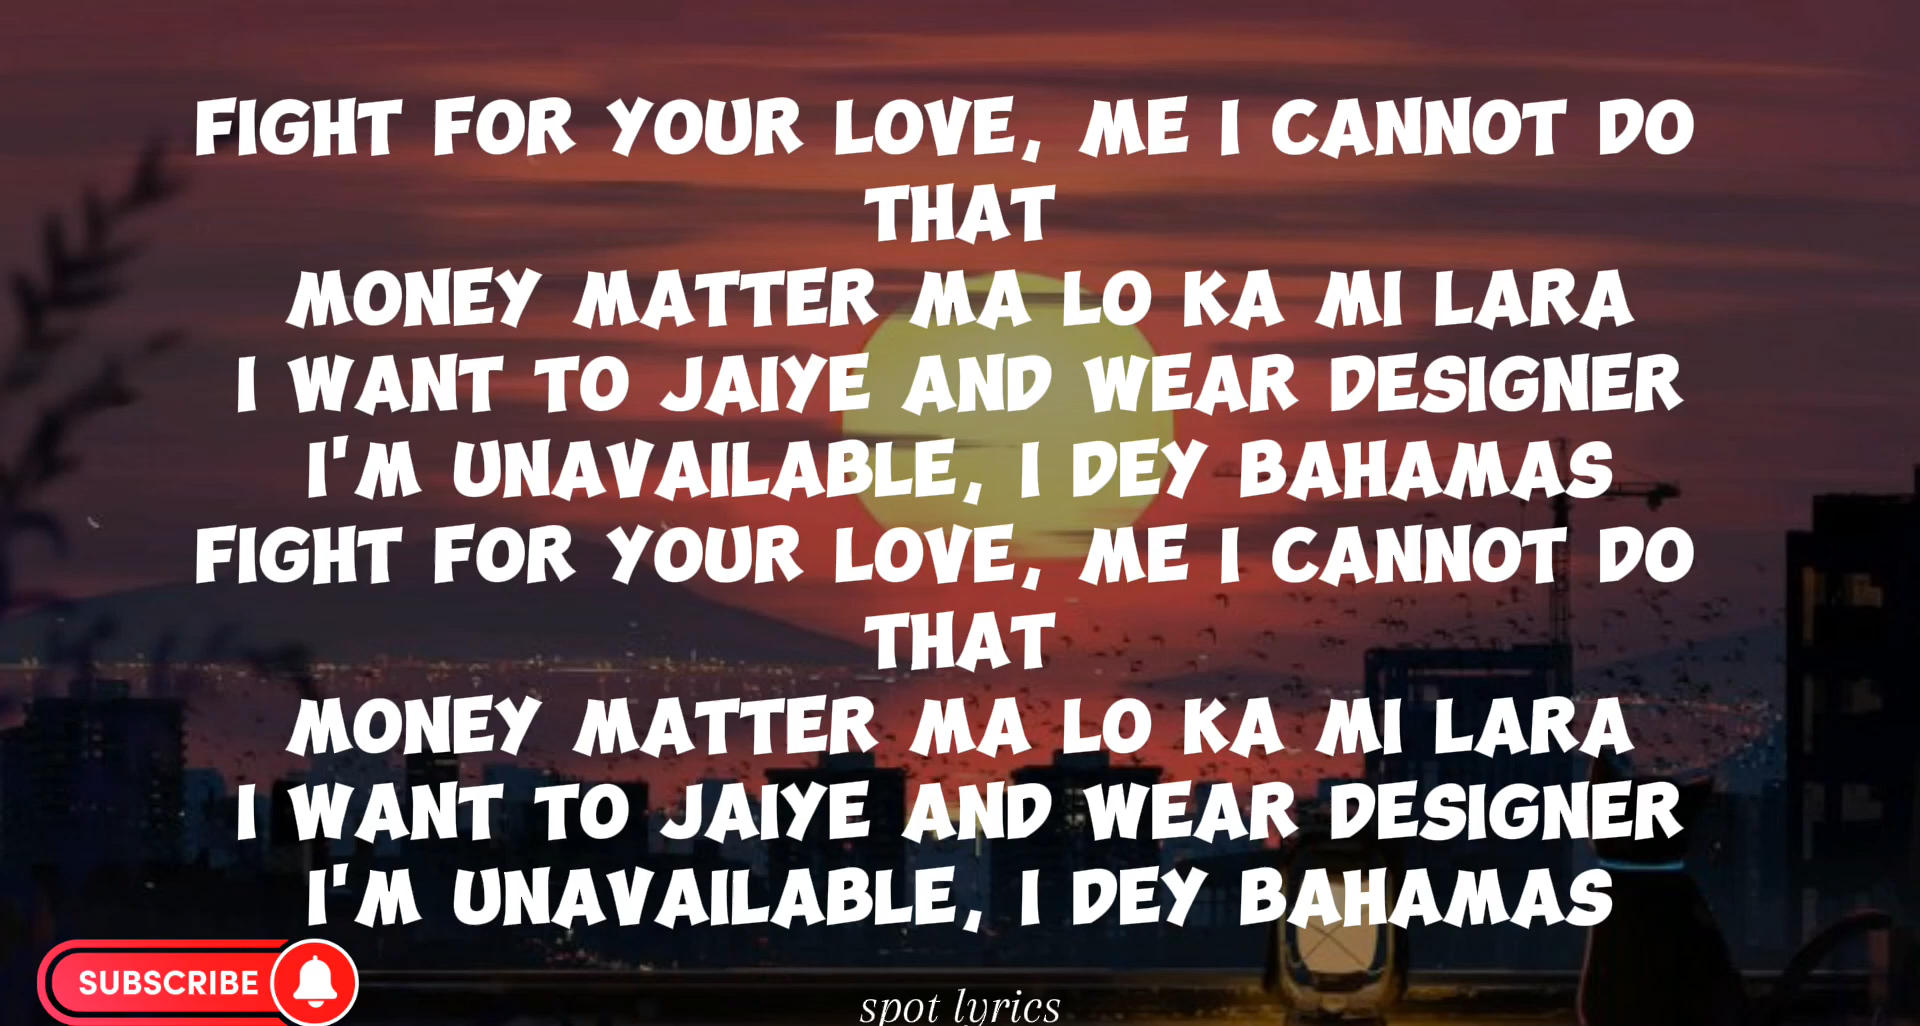 FIGHT FOR YOUR LOVE, ME I CANNOT DO
THAT
MONEY MATTER MA LO KA MI LARA
I WANT TO JAIYE AND WEAR DESIGNER
I'M UNAVAILABLE, I DEY BAHAMAS
FIGHT FOR YOUR LOVE, ME I CANNOT DO
THAT
MONEY MATTER MA LO KA MI LARA
I WANT TO JAIYE AND WEAR DESIGNER
I'M UNAVAILABLE, I DEY BAHAMAS
SUBSCRIBE
spot lyrics